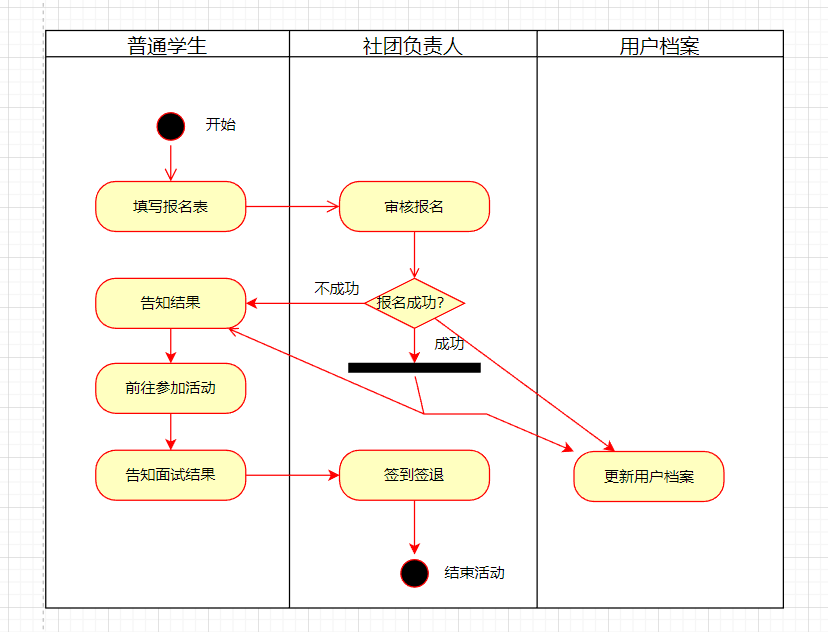 普通学生
社团负责人
用户档案
开始
填写报名表
审核报名
不成功
告知结果
报名成功?
成功
前往参加活动
告知面试结果
签到签退
更新用户档案
结束活动